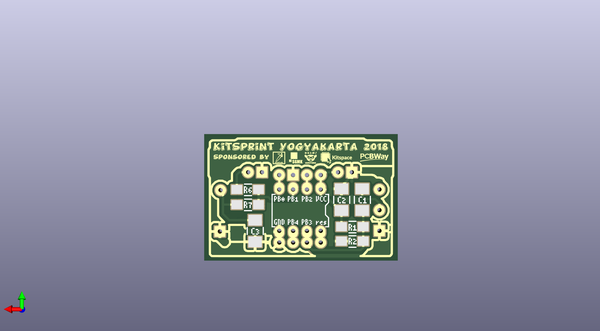 KITSPRINT YOGYAKARTA 2018
SPONSORED BY Kitspace PCBWay
R6
R7
PB0 PB1 PB2 VCC
C2 C1
GND PB4 PB3 res
C3
R1
R2